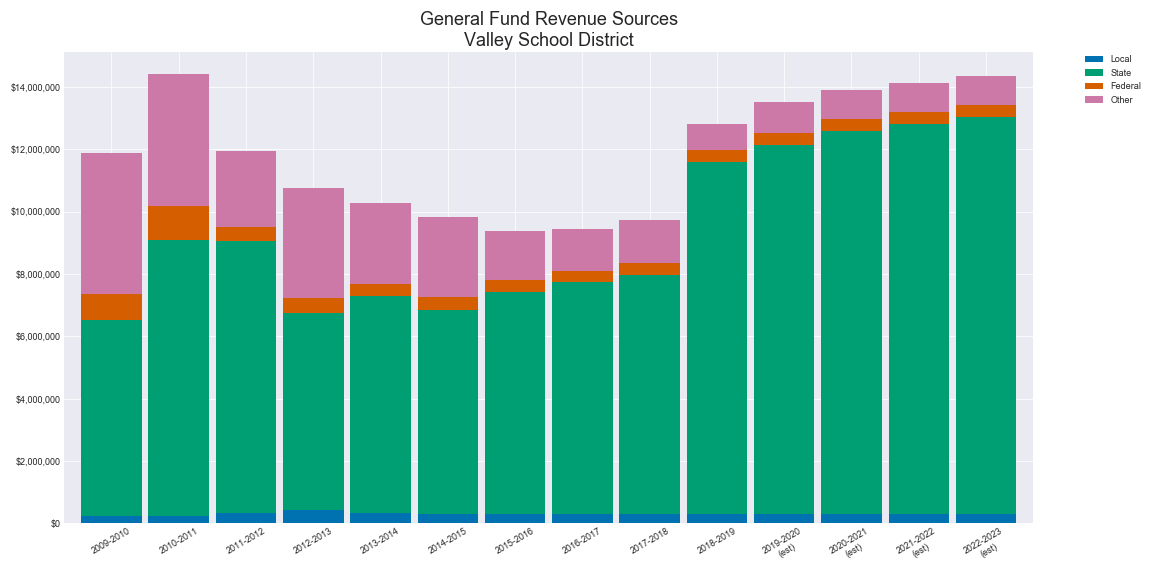 General Fund Revenue Sources
Valley School District
Local
State
Federal
Other
$14,000,000
$12,000,000
$10,000,000
$8,000,000
$6,000,000
$4,000,000
$2,000,000
$0
2009-2010
2010-2011
2011-2012
2012-2013
2013-2014
2014-2015
2015-2016
2016-2017
2017-2018
2018-2019
2019-2020
(est)
2020-2021
(est)
2021-2022
(est)
2022-2023
(est)